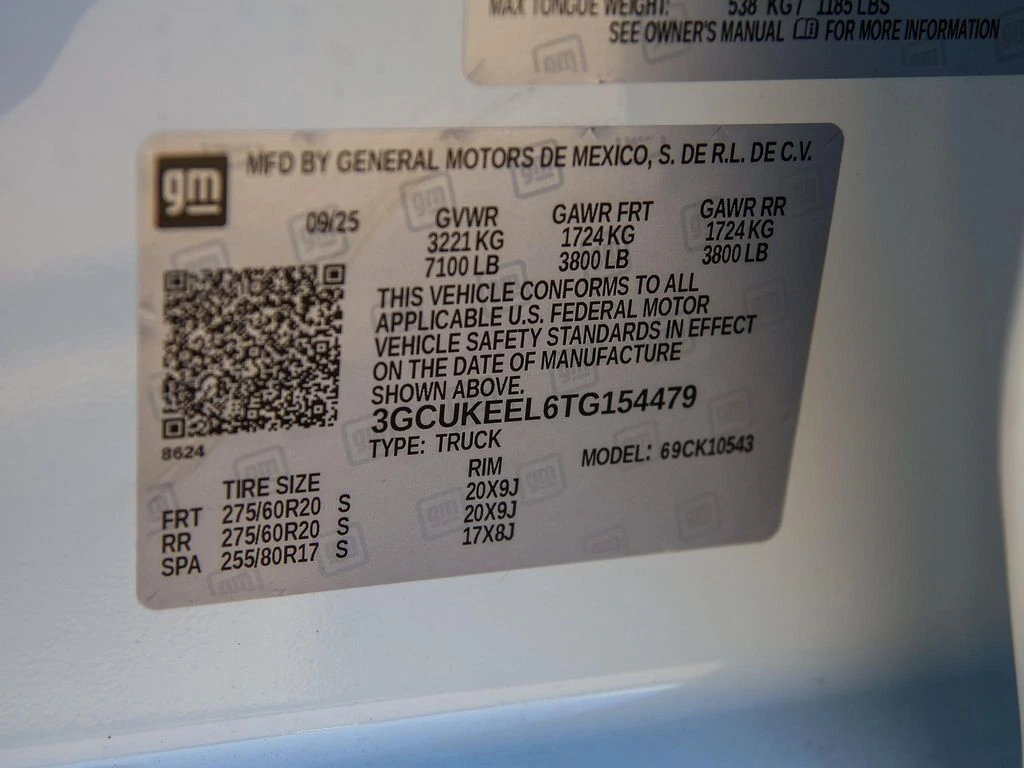 MAX TONGUE WEIGHT: 538 KG / 1185 LBS
SEE OWNER'S MANUAL FOR MORE INFORMATION
gm
MFD BY GENERAL MOTORS DE MEXICO, S. DE R.L. DE C.V.
09/25 GVWR GAWR FRT GAWR RR
3221 KG 1724 KG 1724 KG
7100 LB 3800 LB 3800 LB
THIS VEHICLE CONFORMS TO ALL
APPLICABLE U.S. FEDERAL MOTOR
VEHICLE SAFETY STANDARDS IN EFFECT
ON THE DATE OF MANUFACTURE
SHOWN ABOVE.
3GCUKEEL6TG154479
8624
TYPE: TRUCK MODEL: 69CK10543
TIRE SIZE RIM
FRT 275/60R20 S 20X9J
RR 275/60R20 S 20X9J
SPA 255/80R17 S 17X8J